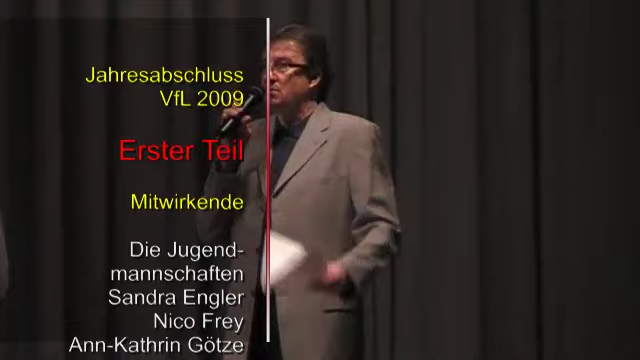 Jahresabschluss
VfL 2009
Erster Teil
Mitwirkende
Die Jugend-
mannschaften
Sandra Engler
Nico Frey
Ann-Kathrin Götze